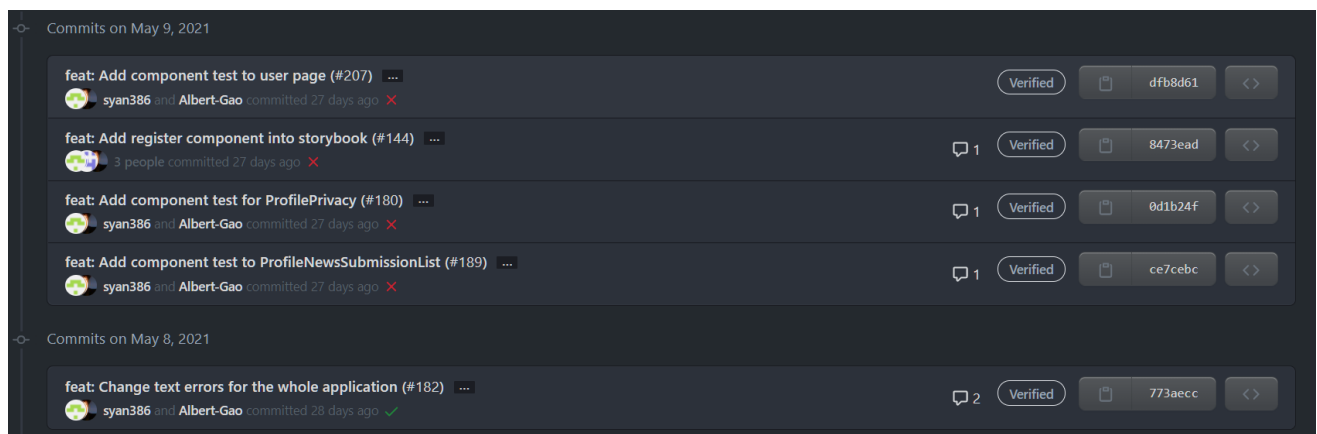 Commits on May 9, 2021
feat: Add component test to user page (#207) ...
syan386 and Albert-Gao committed 27 days ago
Verified
dfb8d61
feat: Add register component into storybook (#144) ...
3 people committed 27 days ago
1
Verified
8473ead
feat: Add component test for ProfilePrivacy (#180) ...
syan386 and Albert-Gao committed 27 days ago
1
Verified
0d1b24f
feat: Add component test to ProfileNewsSubmissionList (#189) ...
syan386 and Albert-Gao committed 27 days ago
1
Verified
ce7cebc
Commits on May 8, 2021
feat: Change text errors for the whole application (#182) ...
syan386 and Albert-Gao committed 28 days ago
2
Verified
773aecc